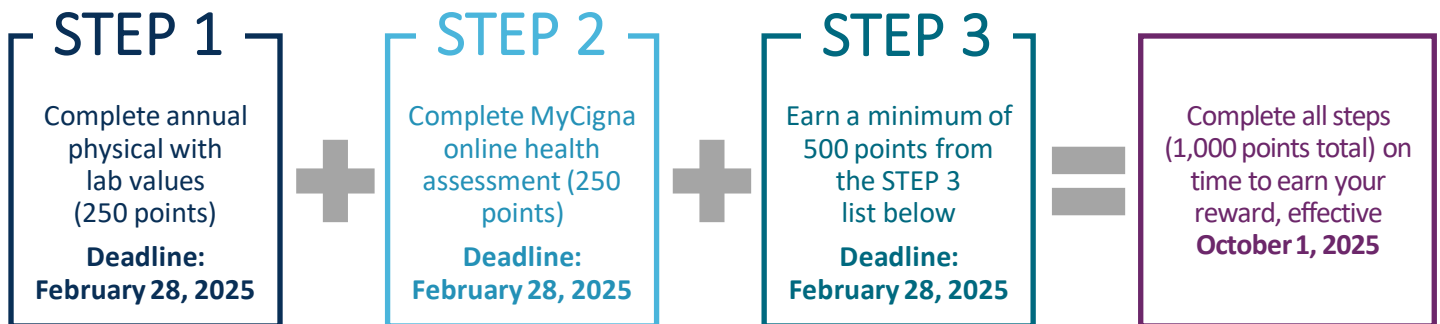 STEP 1
Complete annual
physical with
lab values
(250 points)
Deadline:
February 28, 2025
STEP 2
Complete MyCigna
online health
assessment (250
points)
Deadline:
February 28, 2025
STEP 3
Earn a minimum of
500 points from
the STEP 3
list below
Deadline:
February 28, 2025
Complete all steps
(1,000 points total) on
time to earn your
reward, effective
October 1, 2025